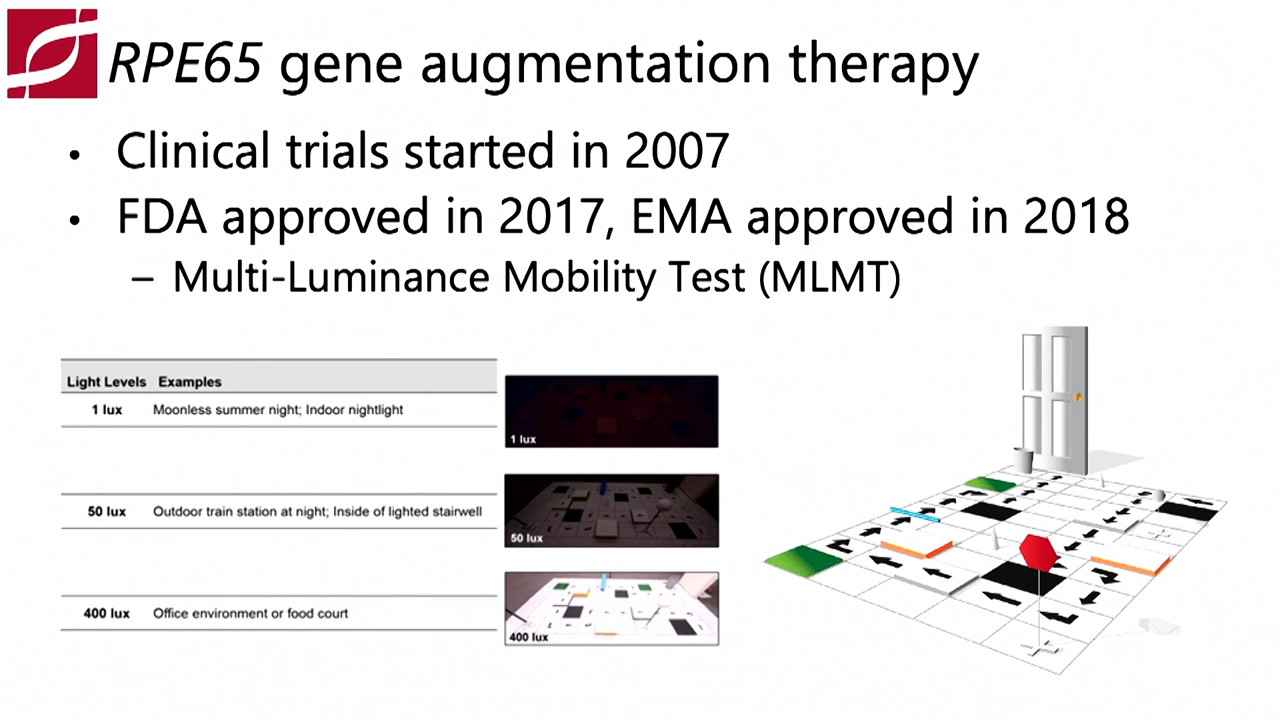 RPE65 gene augmentation therapy
• Clinical trials started in 2007
• FDA approved in 2017, EMA approved in 2018
– Multi-Luminance Mobility Test (MLMT)
Light Levels Examples
1 lux Moonless summer night; Indoor nightlight
1 lux
50 lux Outdoor train station at night; Inside of lighted stairwell
50 lux
400 lux Office environment or food court
400 lux